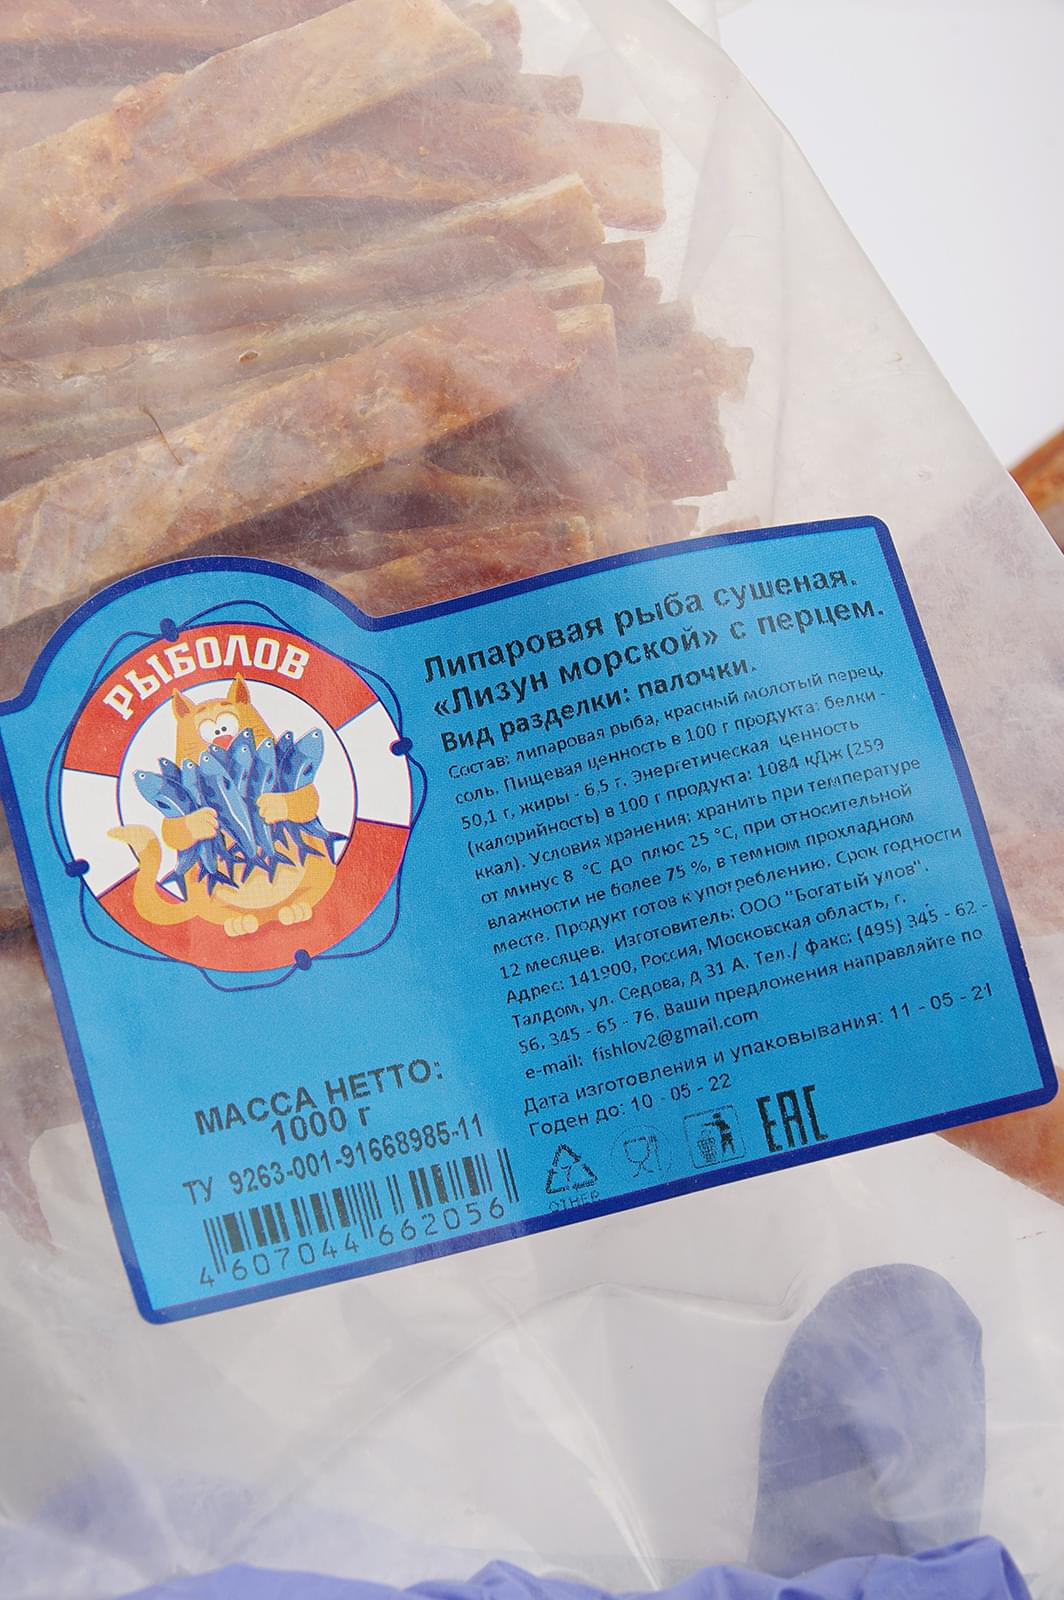 РЫБОЛОВ
Липаровая рыба сушеная.
«Лизун морской» с перцем.
Вид разделки: палочки.
Состав: липаровая рыба, красный молотый перец,
соль. Пищевая ценность в 100 г продукта: белки -
50,1 г, жиры - 6,5 г. Энергетическая ценность
(калорийность) в 100 г продукта: 1084 кДж (259
ккал). Условия хранения: хранить при температуре
от минус 8 °C до плюс 25 °C, при относительной
влажности не более 75 %, в темном прохладном
месте. Продукт готов к употреблению. Срок годности
12 месяцев. Изготовитель: ООО "Богатый улов".
Адрес: 141900, Россия, Московская область, г.
Талдом, ул. Седова, д 31 А. Тел./ факс: (495) 345 - 62 -
56, 345 - 65 - 76. Ваши предложения направляйте по
e-mail: fishlov2@gmail.com
Дата изготовления и упаковывания: 11 - 05 - 21
Годен до: 10 - 05 - 22
МАССА НЕТТО:
1000 г
ТУ 9263-001-91668985-11
4 607044 662056
7
OTHER
EAC